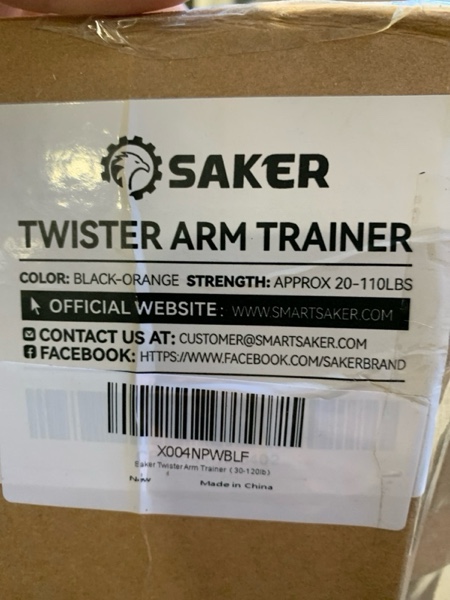 SAKER
TWISTER ARM TRAINER
COLOR: BLACK-ORANGE STRENGTH: APPROX 20-110LBS
OFFICIAL WEBSITE: WWW.SMARTSAKER.COM
CONTACT US AT: CUSTOMER@SMARTSAKER.COM
FACEBOOK: HTTPS://WWW.FACEBOOK.COM/SAKERBRAND
X004NPWBLF
Saker Twister Arm Trainer (30-120lb)
New
Made in China